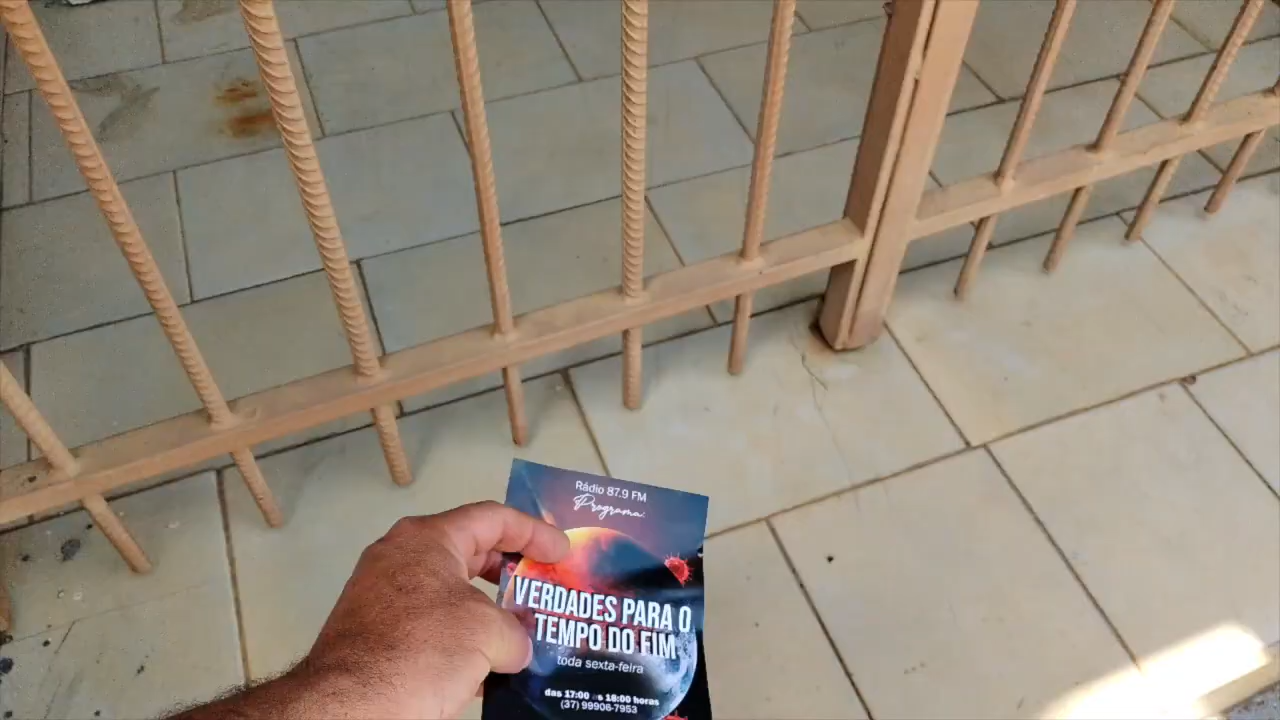 Rádio 87.9 FM
Programa:
VERDADES PARA O
TEMPO DO FIM
toda sexta-feira
das 17:00 as 18:00 horas
(37) 99906-7953